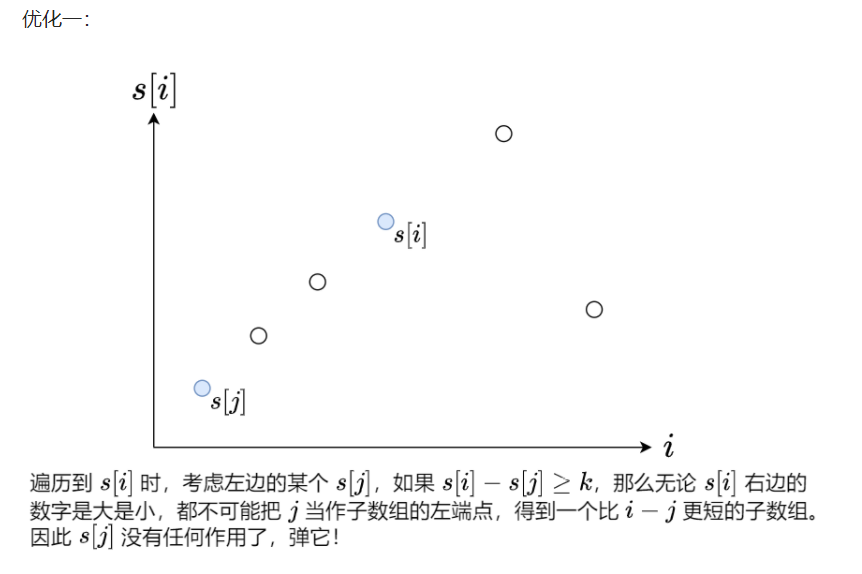 优化一：
s[i]
s[i]
s[j]
i
遍历到 s[i] 时，考虑左边的某个 s[j]，如果 s[i] − s[j] ≥ k，那么无论 s[i] 右边的
数字是大是小，都不可能把 j 当作子数组的左端点，得到一个比 i − j 更短的子数组。
因此 s[j] 没有任何作用了，弹它！